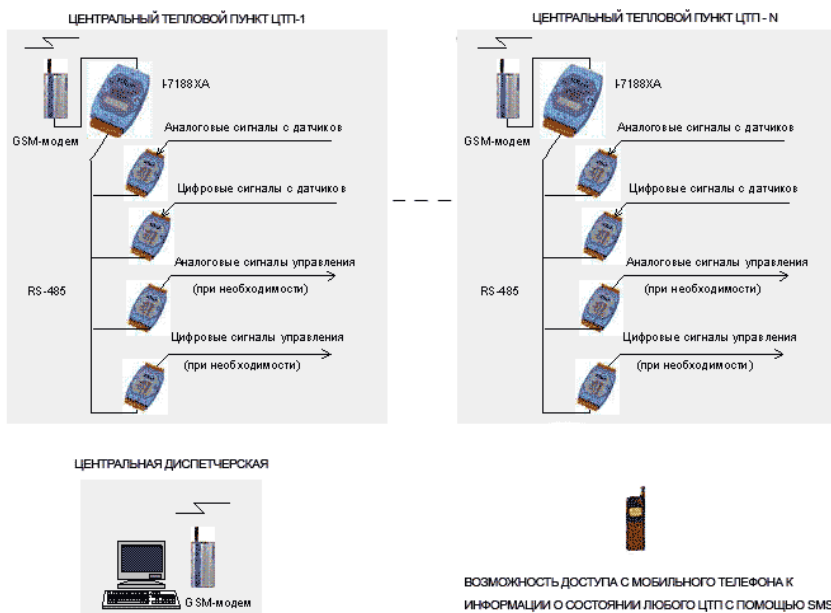 ЦЕНТРАЛЬНЫЙ ТЕПЛОВОЙ ПУНКТ ЦТП-1
I-7188XA
GSM-модем
Аналоговые сигналы с датчиков
Цифровые сигналы с датчиков
Аналоговые сигналы управления
RS-485
(при необходимости)
Цифровые сигналы управления
(при необходимости)
ЦЕНТРАЛЬНЫЙ ТЕПЛОВОЙ ПУНКТ ЦТП - N
I-7188XA
GSM-модем
Аналоговые сигналы с датчиков
Цифровые сигналы с датчиков
Аналоговые сигналы управления
RS-485
(при необходимости)
Цифровые сигналы управления
(при необходимости)
ЦЕНТРАЛЬНАЯ ДИСПЕТЧЕРСКАЯ
GSM-модем
ВОЗМОЖНОСТЬ ДОСТУПА С МОБИЛЬНОГО ТЕЛЕФОНА К
ИНФОРМАЦИИ О СОСТОЯНИИ ЛЮБОГО ЦТП С ПОМОЩЬЮ SMS